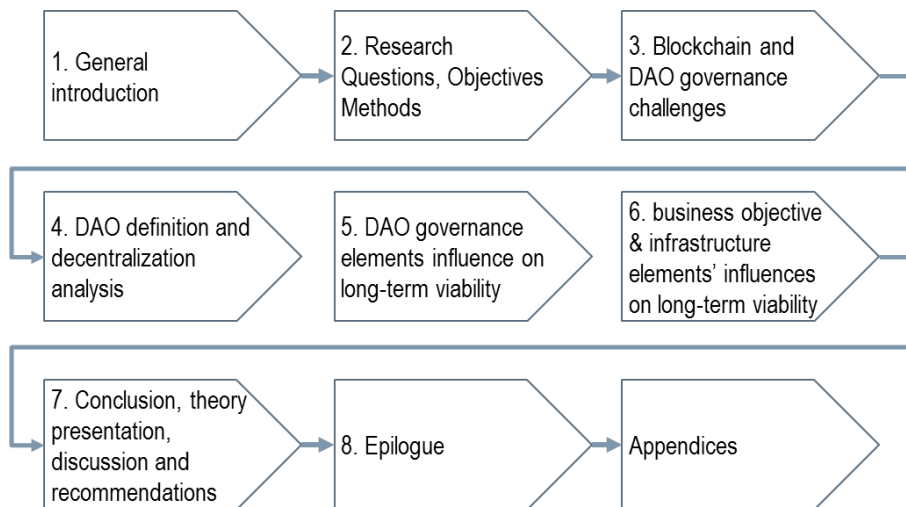 1. General
introduction
2. Research
Questions, Objectives
Methods
3. Blockchain and
DAO governance
challenges
4. DAO definition and
decentralization
analysis
5. DAO governance
elements influence on
long-term viability
6. business objective
& infrastructure
elements’ influences
on long-term viability
7. Conclusion, theory
presentation,
discussion and
recommendations
8. Epilogue
Appendices